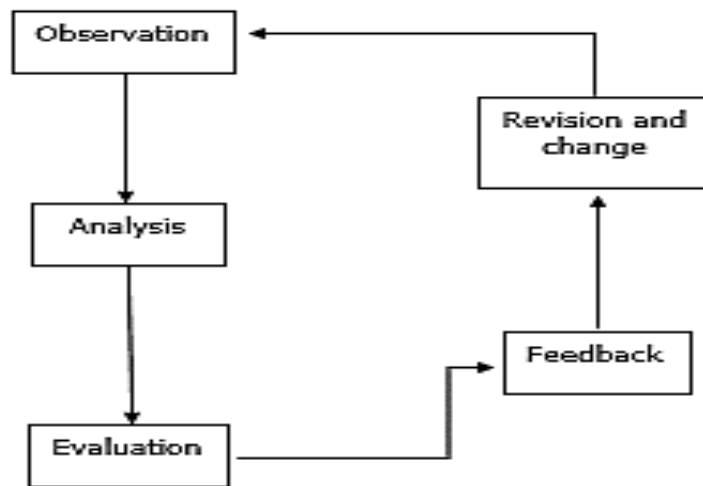 Observation
Revision and
change
Analysis
Feedback
Evaluation